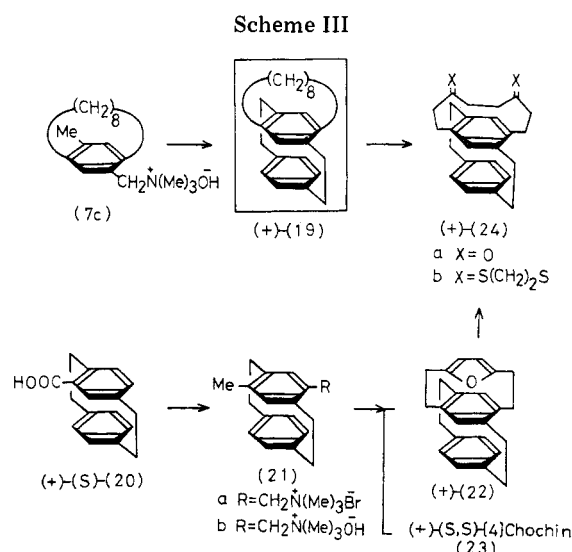 Scheme III
(CH2)8
Me
CH2N+(Me)3OH-
(7c)
(CH2)8
(+)-(19)
X X
(+)-(24)
a X=O
b X=S(CH2)2S
HOOC
(+)-(S)-(20)
Me R
(21)
a R=CH2N+(Me)3Br-
b R=CH2N+(Me)3OH-
O
(+)-(22)
(+)-(S,S)-[4]Chochin
(23)